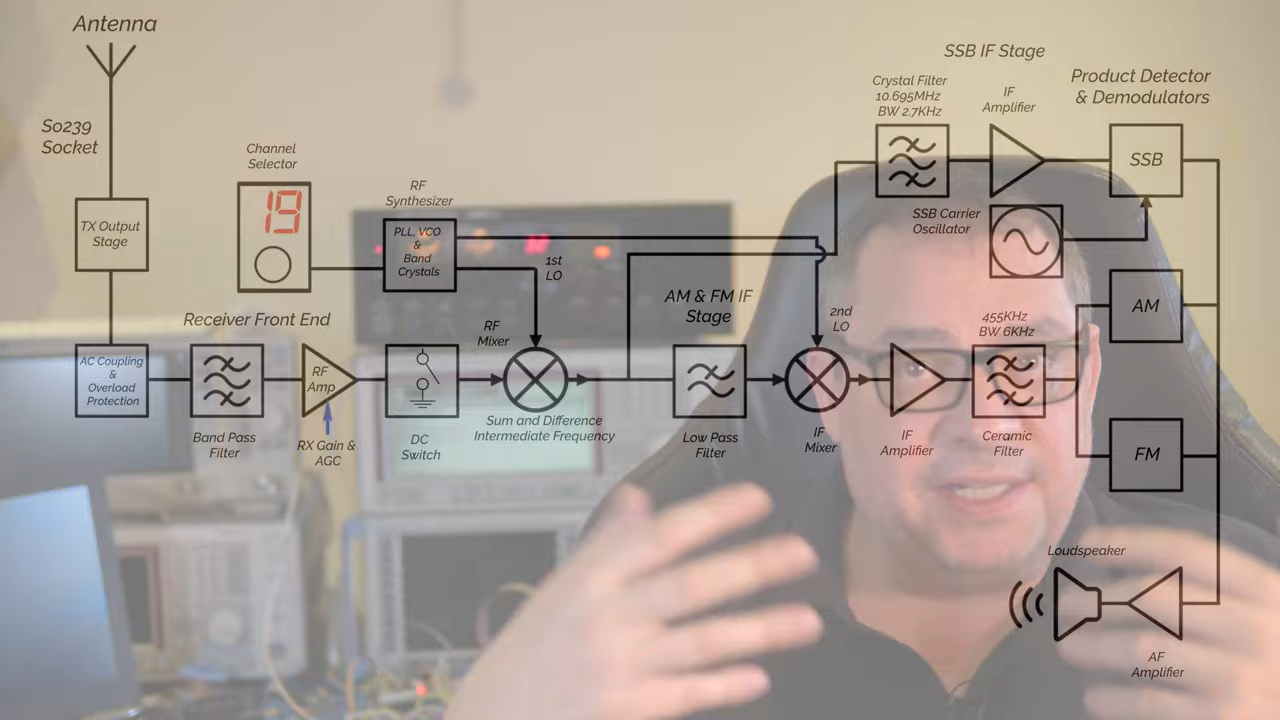 Antenna
So239
Socket
TX Output
Stage
AC Coupling
&
Overload
Protection
Channel
Selector
19
RF
Synthesizer
PLL, VCO
&
Band
Crystals
1st
LO
Receiver Front End
Band Pass
Filter
RF
Amp
RX Gain &
AGC
DC
Switch
RF
Mixer
Sum and Difference
Intermediate Frequency
AM & FM IF
Stage
Low Pass
Filter
2nd
LO
IF
Mixer
IF
Amplifier
455KHz
BW 6KHz
Ceramic
Filter
SSB IF Stage
Crystal Filter
10.695MHz
BW 2.7KHz
IF
Amplifier
SSB Carrier
Oscillator
Product Detector
& Demodulators
SSB
AM
FM
Loudspeaker
AF
Amplifier